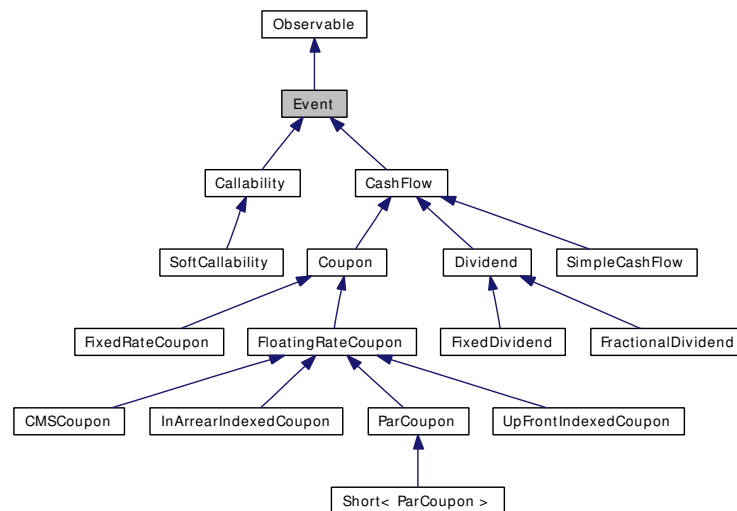 Observable
Event
Callability
CashFlow
SoftCallability
Coupon
Dividend
SimpleCashFlow
FixedRateCoupon
FloatingRateCoupon
FixedDividend
FractionalDividend
CMSCoupon
InArrearIndexedCoupon
ParCoupon
UpFrontIndexedCoupon
Short< ParCoupon >